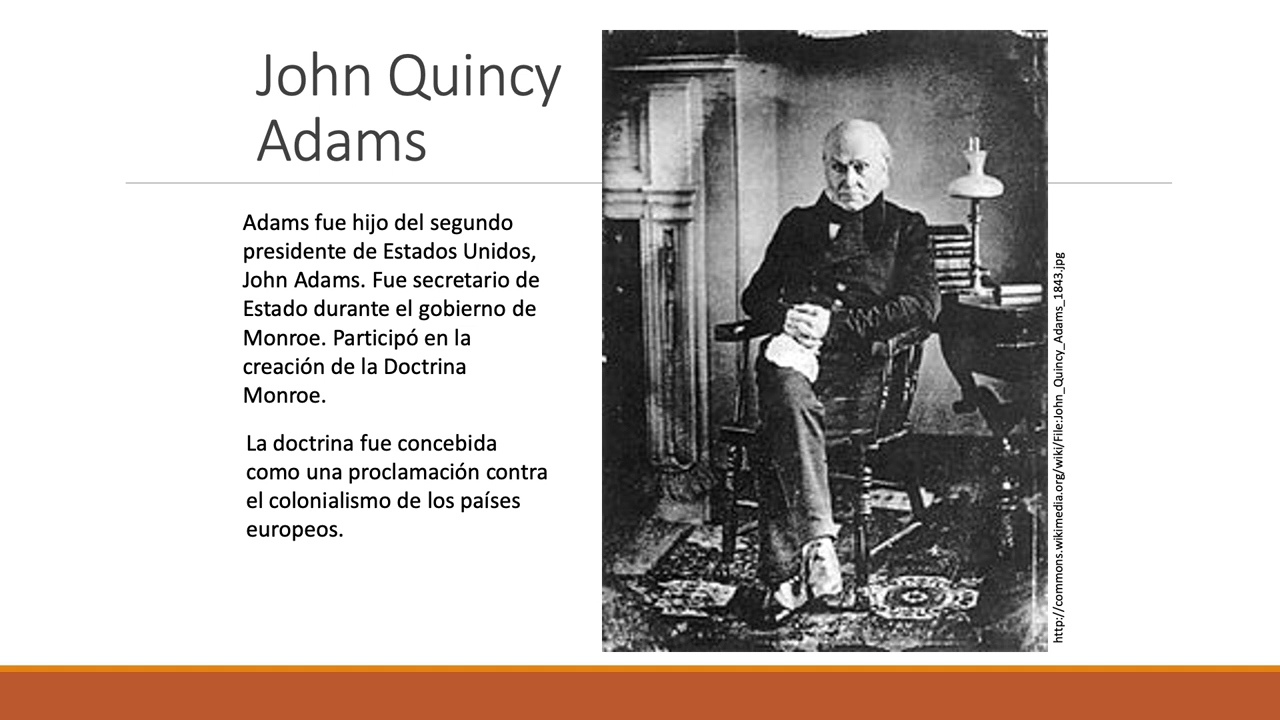 John Quincy
Adams
Adams fue hijo del segundo
presidente de Estados Unidos,
John Adams. Fue secretario de
Estado durante el gobierno de
Monroe. Participó en la
creación de la Doctrina
Monroe.
La doctrina fue concebida
como una proclamación contra
el colonialismo de los países
europeos.
http://commons.wikimedia.org/wiki/File:John_Quincy_Adams_1843.jpg